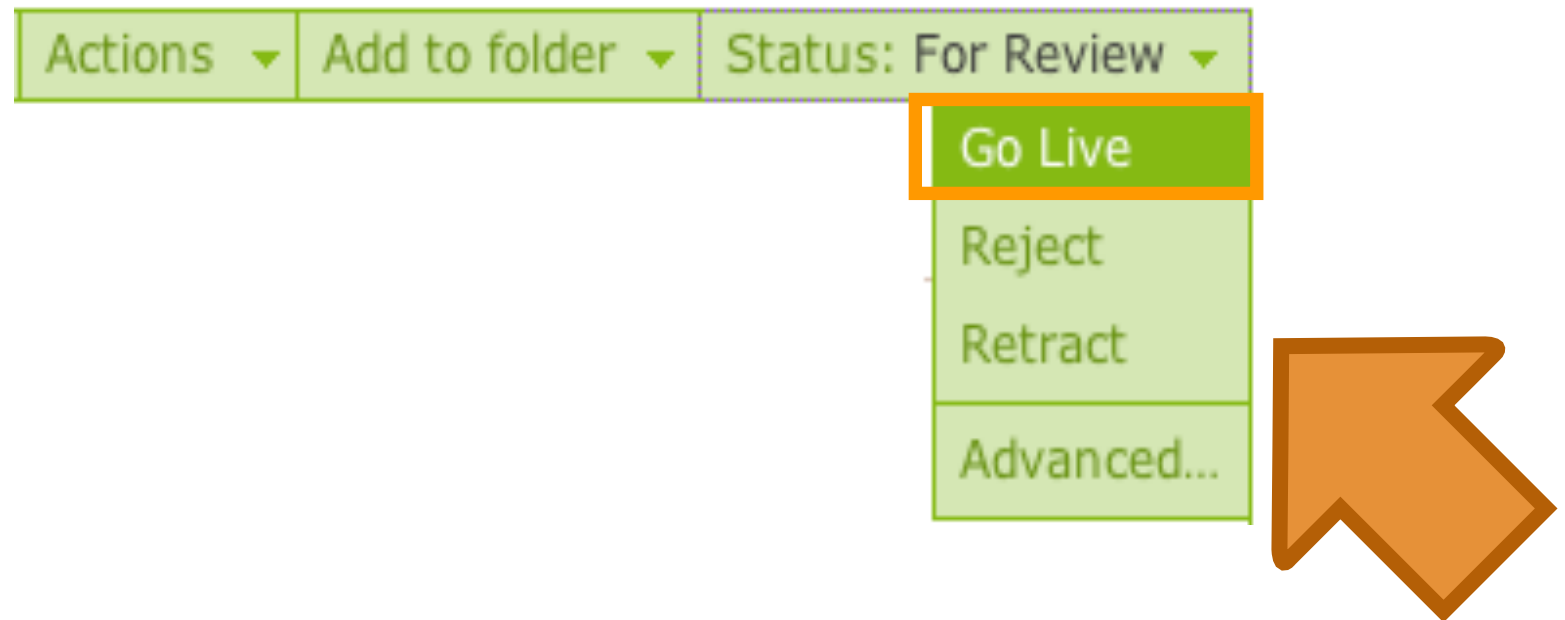 Actions Add to folder Status: For Review
Go Live
Reject
Retract
Advanced...